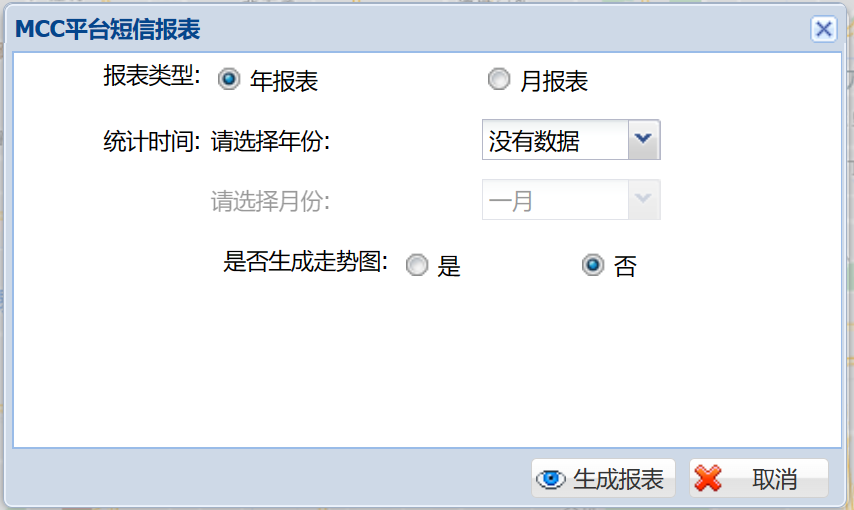 MCC平台短信报表
报表类型: 年报表 月报表
统计时间: 请选择年份: 没有数据
请选择月份: 一月
是否生成走势图: 是 否
生成报表 取消